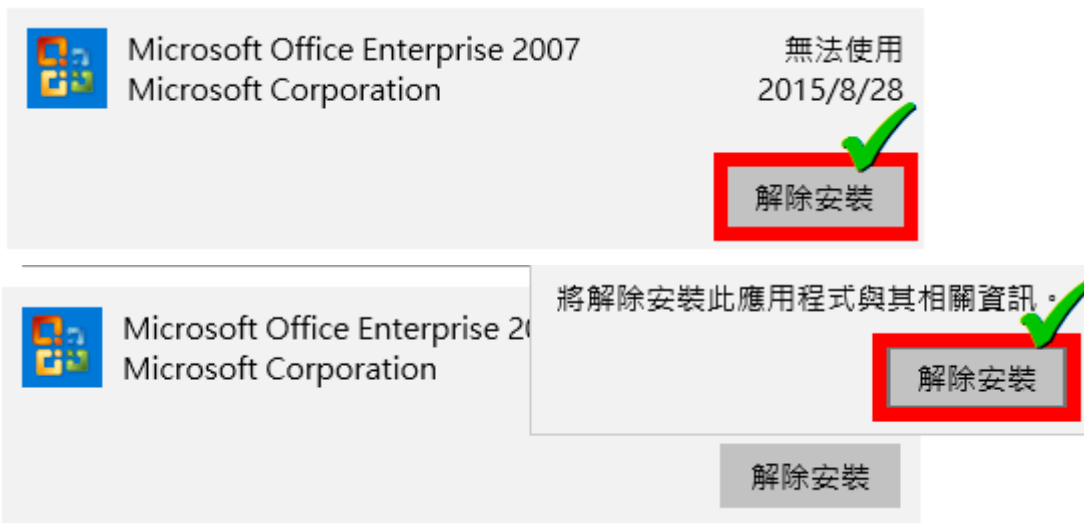 Microsoft Office Enterprise 2007 無法使用
Microsoft Corporation 2015/8/28
解除安裝
將解除安裝此應用程式與其相關資訊。
Microsoft Office Enterprise 2
Microsoft Corporation
解除安裝
解除安裝